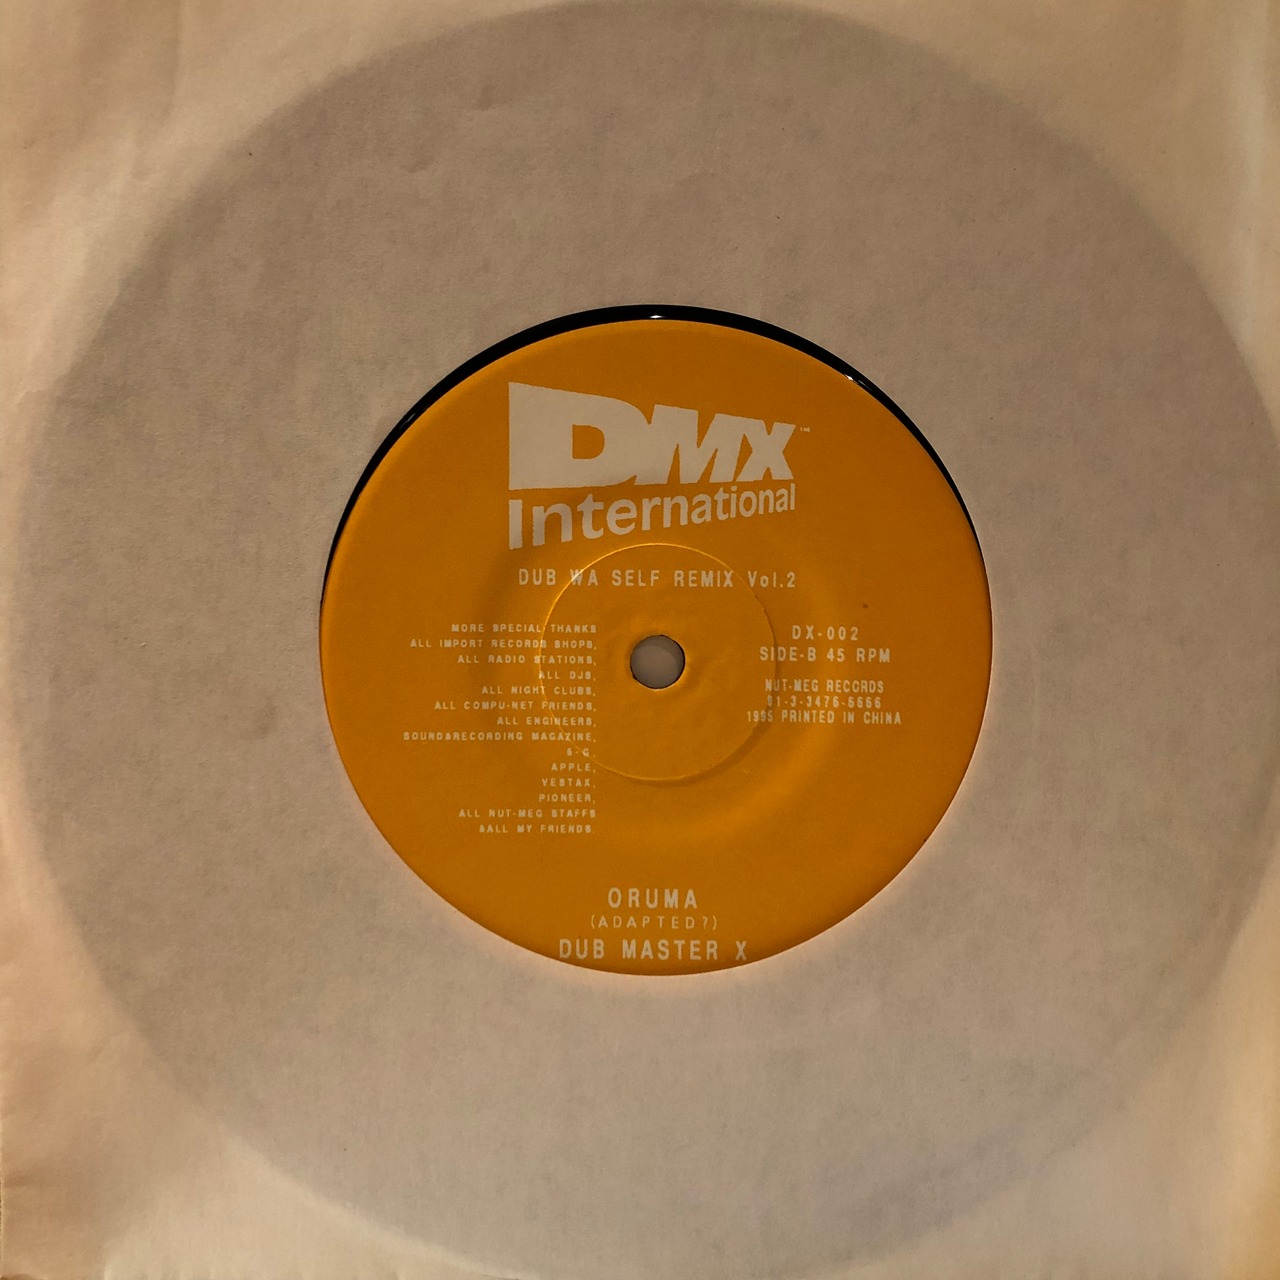 DMX
International
DUB WA SELF REMIX Vol.2
MORE SPECIAL THANKS
ALL IMPORT RECORDS SHOPS,
ALL RADIO STATIONS,
ALL DJS,
ALL NIGHT CLUBS,
ALL COMPU-NET FRIENDS,
ALL ENGINEERS,
SOUND&RECORDING MAGAZINE,
APPLE,
VESTAX,
PIONEER,
ALL NUT-MEG STAFFS
&ALL MY FRIENDS.
DX-002
SIDE-B 45 RPM
NUT-MEG RECORDS
81-3-3476-6666
1995 PRINTED IN CHINA
ORUMA
(ADAPTED?)
DUB MASTER X